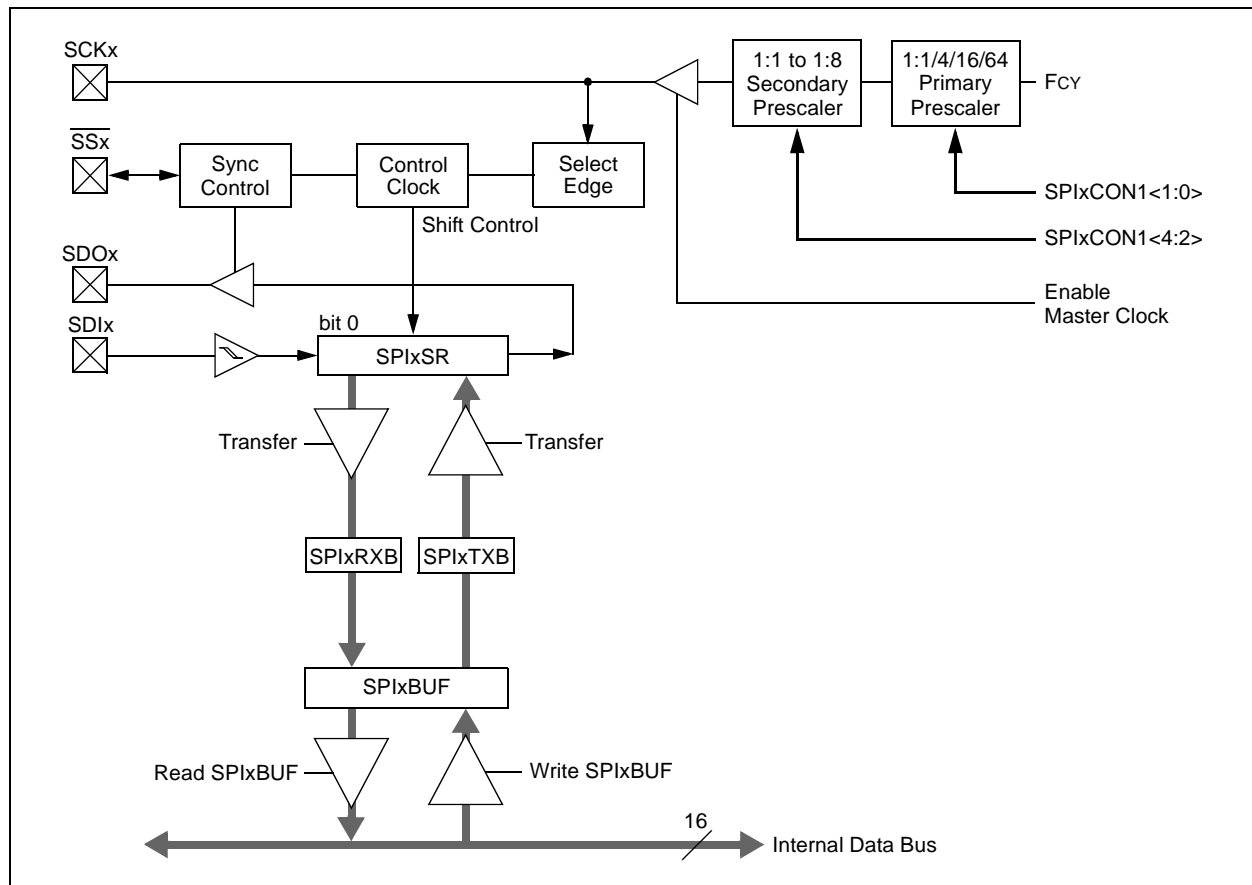 SCKx
1:1 to 1:8
Secondary
Prescaler
1:1/4/16/64
Primary
Prescaler
FCY
SSx
Sync
Control
Control
Clock
Select
Edge
SPIxCON1<1:0>
Shift Control
SPIxCON1<4:2>
SDOx
Enable
Master Clock
bit 0
SDIx
SPIxSR
Transfer
Transfer
SPIxRXB
SPIxTXB
SPIxBUF
Read SPIxBUF
Write SPIxBUF
16
Internal Data Bus